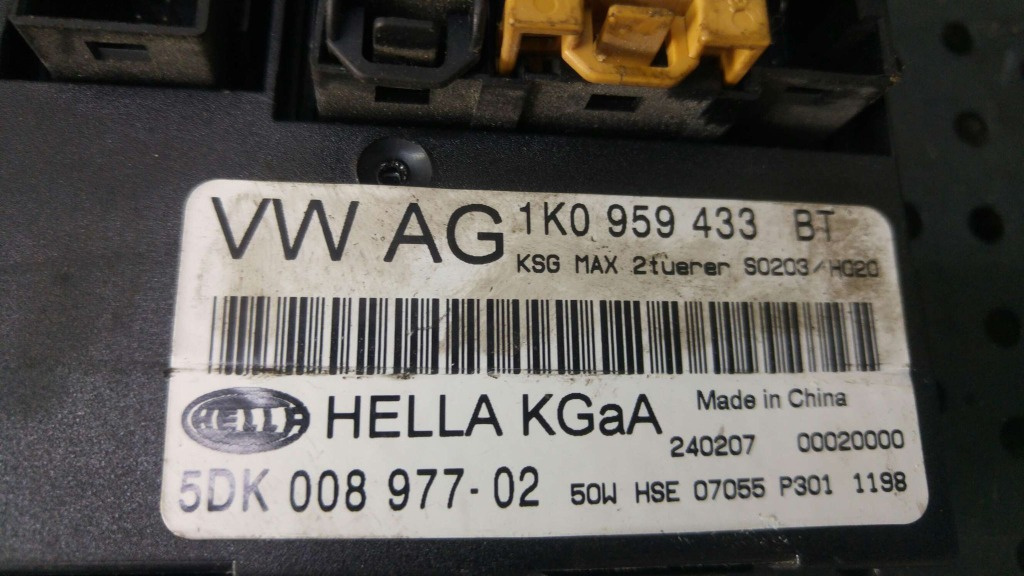 VW AG 1K0 959 433 BT
KSG MAX 2tuerer S0203/H020
HELLA HELLA KGaA Made in China
240207 00020000
5DK 008 977-02 50W HSE 07055 P301 1198